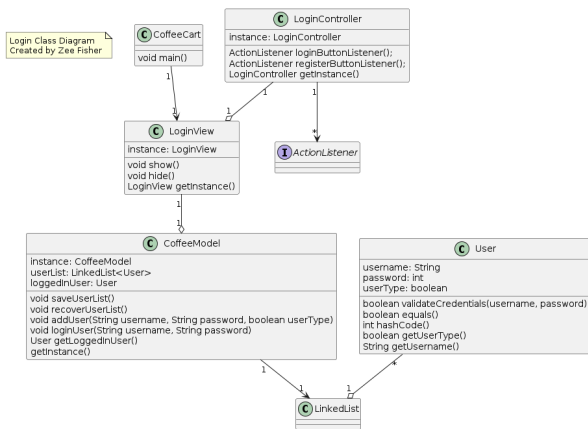 Login Class Diagram
Created by Zee Fisher
C CoffeeCart
void main()
C LoginController
instance: LoginController
ActionListener loginButtonListener();
ActionListener registerButtonListener();
LoginController getInstance()
1
1
1
1
1
*
C LoginView
instance: LoginView
void show()
void hide()
LoginView getInstance()
I ActionListener
1
1
C CoffeeModel
instance: CoffeeModel
userList: LinkedList<User>
loggedInUser: User
void saveUserList()
void recoverUserList()
void addUser(String username, String password, boolean userType)
void loginUser(String username, String password)
User getLoggedInUser()
getInstance()
C User
username: String
password: int
userType: boolean
boolean validateCredentials(username, password)
boolean equals()
int hashCode()
boolean getUserType()
String getUsername()
1
*
1
1
C LinkedList